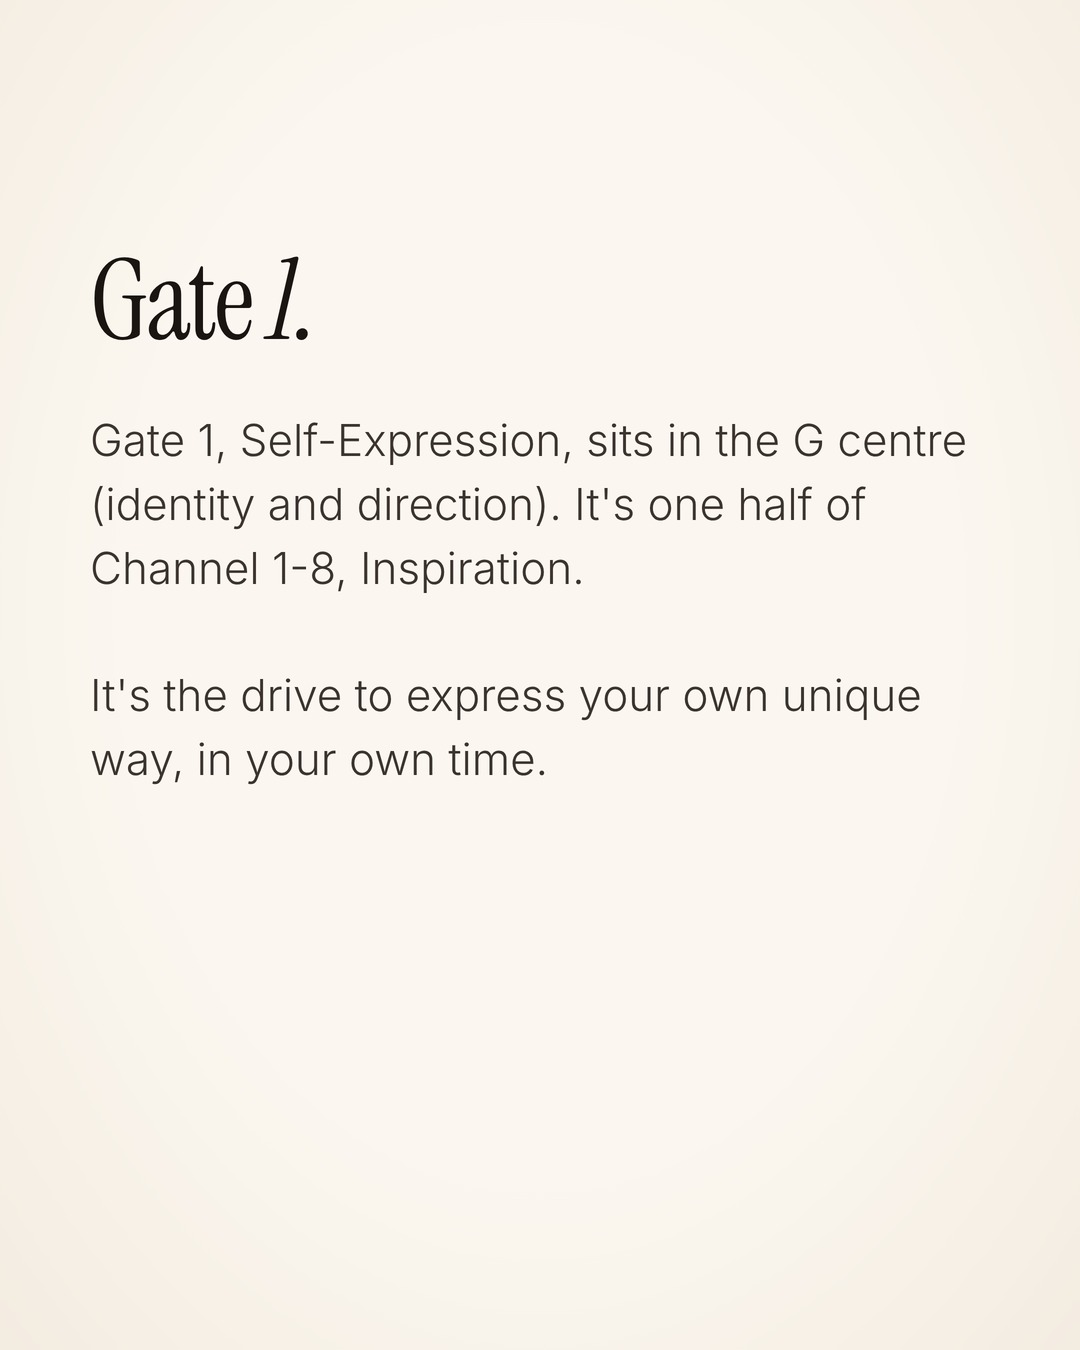 Gate 1.
Gate 1, Self-Expression, sits in the G centre
(identity and direction). It's one half of
Channel 1-8, Inspiration.
It's the drive to express your own unique
way, in your own time.